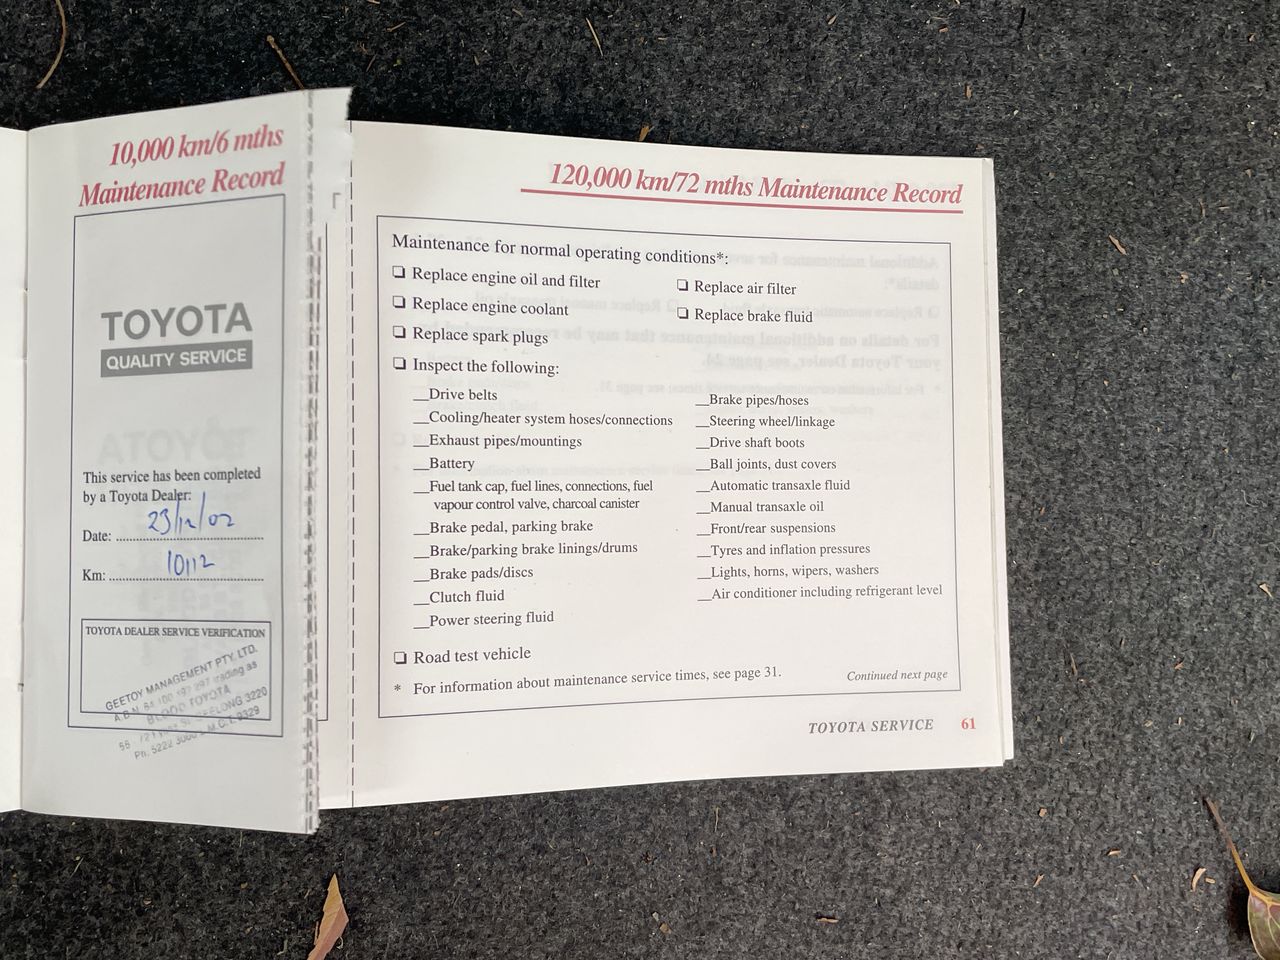 10,000 km/6 mths
Maintenance Record
TOYOTA
QUALITY SERVICE
This service has been completed
by a Toyota Dealer:
Date: 23/12/02
Km: 10112
TOYOTA DEALER SERVICE VERIFICATION
GEETOY MANAGEMENT PTY. LTD.
A.B.N. 84 100 197 297 trading as
BLOOD TOYOTA
GEELONG 3220
Ph. 5222 L.M.C.T. 9329
120,000 km/72 mths Maintenance Record
Maintenance for normal operating conditions*:
❏ Replace engine oil and filter
❏ Replace engine coolant
❏ Replace spark plugs
❏ Replace air filter
❏ Replace brake fluid
❏ Inspect the following:
__Drive belts
__Cooling/heater system hoses/connections
__Exhaust pipes/mountings
__Battery
__Fuel tank cap, fuel lines, connections, fuel
vapour control valve, charcoal canister
__Brake pedal, parking brake
__Brake/parking brake linings/drums
__Brake pads/discs
__Clutch fluid
__Power steering fluid
__Brake pipes/hoses
__Steering wheel/linkage
__Drive shaft boots
__Ball joints, dust covers
__Automatic transaxle fluid
__Manual transaxle oil
__Front/rear suspensions
__Tyres and inflation pressures
__Lights, horns, wipers, washers
__Air conditioner including refrigerant level
❏ Road test vehicle
* For information about maintenance service times, see page 31.
Continued next page
TOYOTA SERVICE 61